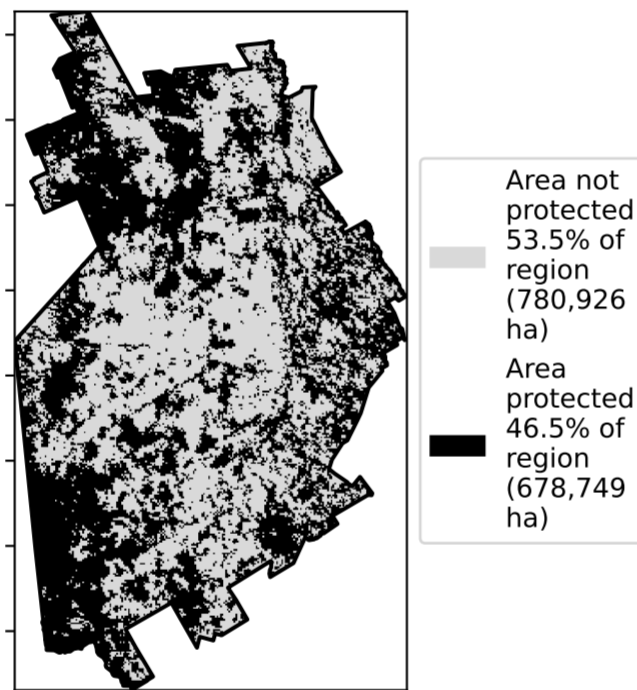 Area not
protected
53.5% of
region
(780,926
ha)
Area
protected
46.5% of
region
(678,749
ha)